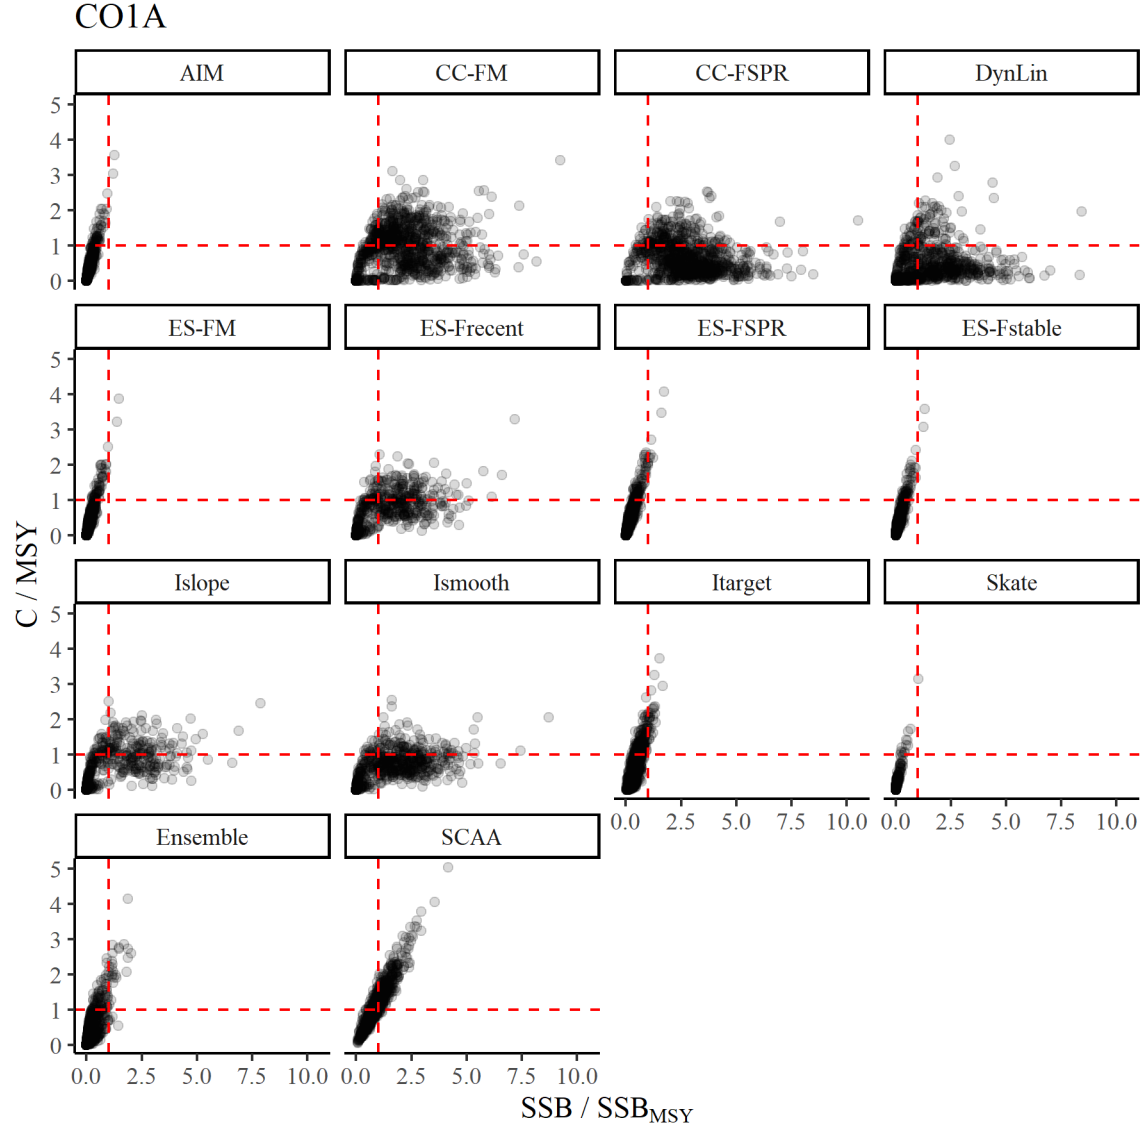 CO1A
AIM
CC-FM
CC-FSPR
DynLin
5
4
3
2
1
0
ES-FM
ES-Frecent
ES-FSPR
ES-Fstable
5
4
3
2
1
0
C / MSY
Islope
Ismooth
Itarget
Skate
5
4
3
2
1
0
0.0 2.5 5.0 7.5 10.0
0.0 2.5 5.0 7.5 10.0
Ensemble
SCAA
5
4
3
2
1
0
0.0 2.5 5.0 7.5 10.0
0.0 2.5 5.0 7.5 10.0
SSB / SSBMSY